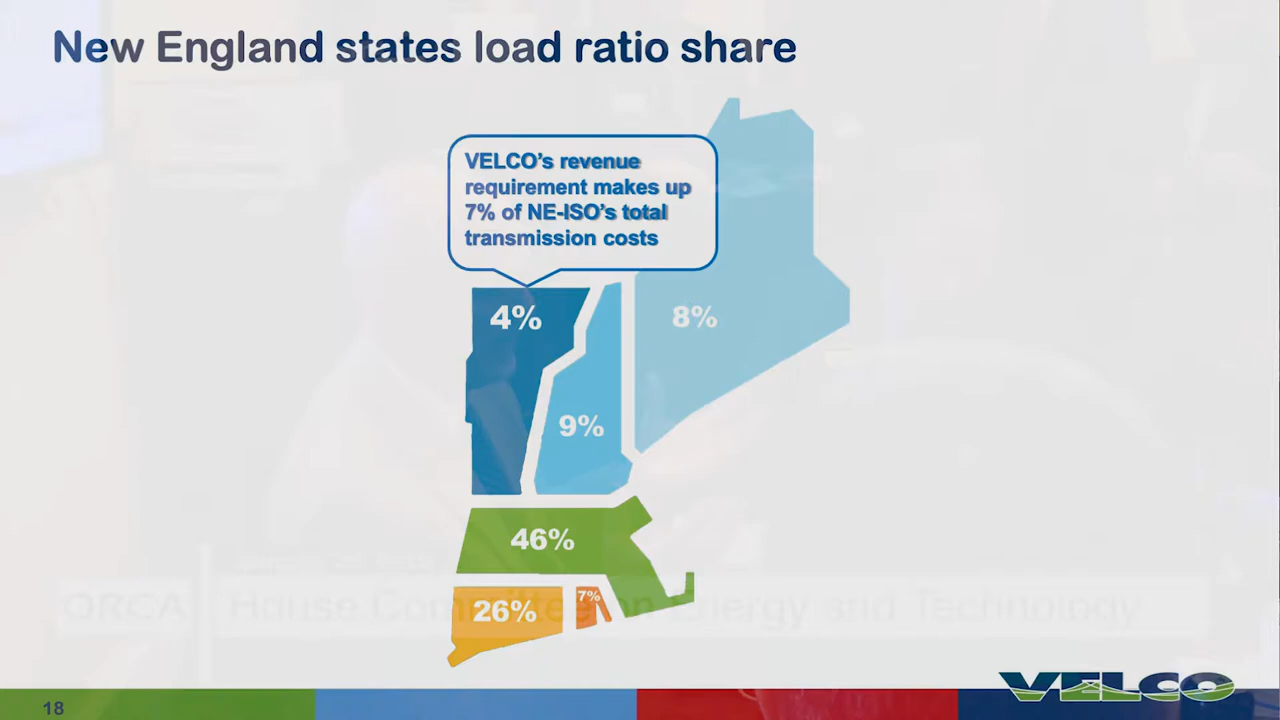 New England states load ratio share
VELCO's revenue
requirement makes up
7% of NE-ISO's total
transmission costs
4%
8%
9%
46%
26%
7%
ORCA
House Committee on Energy and Technology
18
VELCO